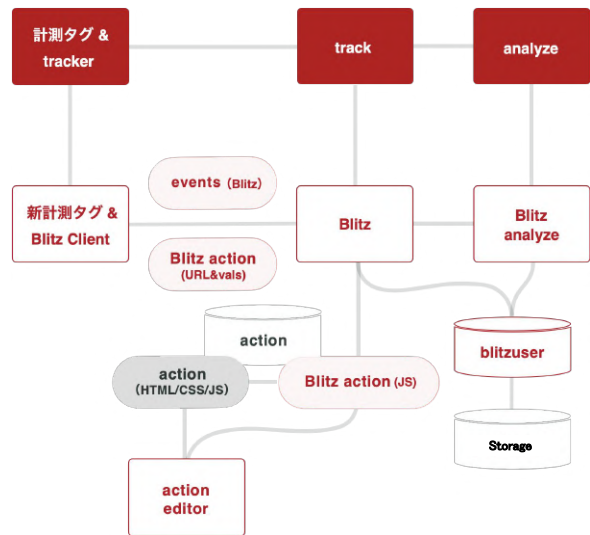 計測タグ &
tracker
track
analyze
events（Blitz）
新計測タグ &
Blitz Client
Blitz
Blitz
analyze
Blitz action
(URL&vals)
action
blitzuser
action
（HTML/CSS/JS）
Blitz action (JS)
Storage
action
editor